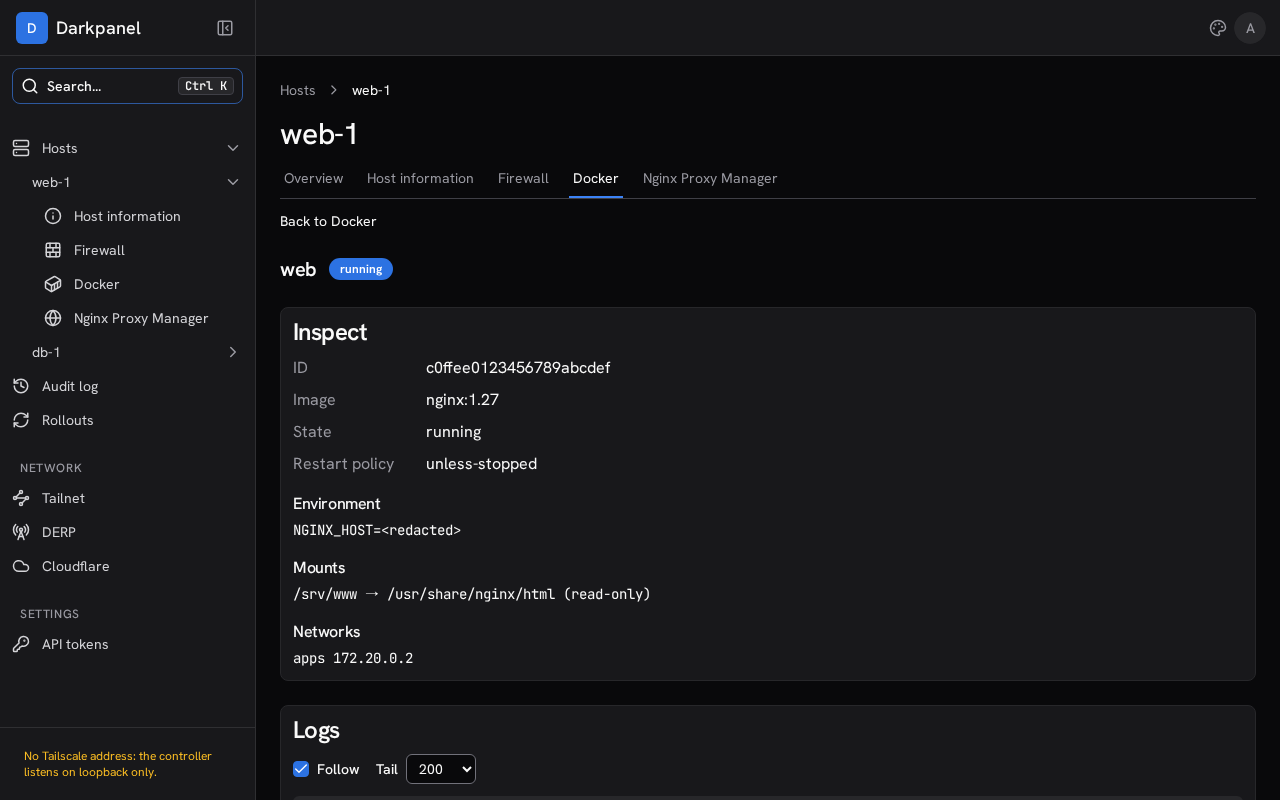 D Darkpanel
A
Search... Ctrl K
Hosts
web-1
Host information
Firewall
Docker
Nginx Proxy Manager
db-1
Audit log
Rollouts
NETWORK
Tailnet
DERP
Cloudflare
SETTINGS
API tokens
No Tailscale address: the controller
listens on loopback only.
Hosts web-1
web-1
Overview Host information Firewall Docker Nginx Proxy Manager
Back to Docker
web running
Inspect
ID c0ffee0123456789abcdef
Image nginx:1.27
State running
Restart policy unless-stopped
Environment
NGINX_HOST=<redacted>
Mounts
/srv/www → /usr/share/nginx/html (read-only)
Networks
apps 172.20.0.2
Logs
Follow Tail 200